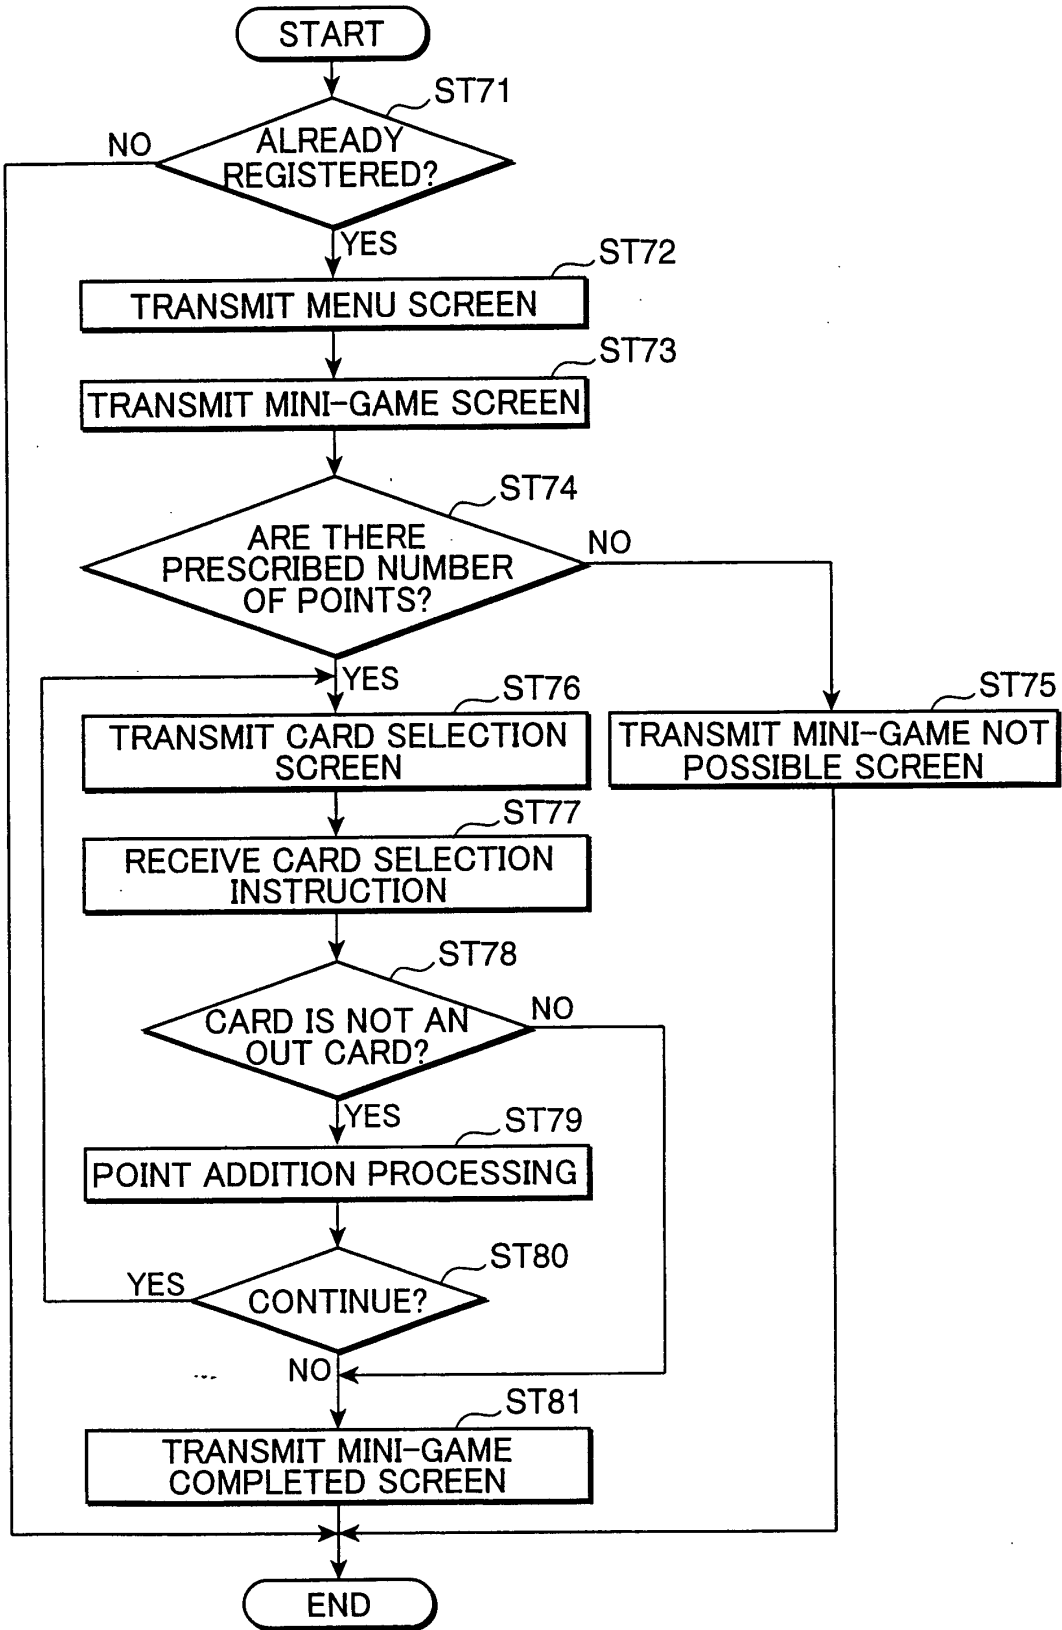 START
ST71
ALREADY
REGISTERED?
NO
YES
ST72
TRANSMIT MENU SCREEN
ST73
TRANSMIT MINI-GAME SCREEN
ST74
ARE THERE
PRESCRIBED NUMBER
OF POINTS?
NO
YES
ST75
TRANSMIT MINI-GAME NOT
POSSIBLE SCREEN
ST76
TRANSMIT CARD SELECTION
SCREEN
ST77
RECEIVE CARD SELECTION
INSTRUCTION
ST78
CARD IS NOT AN
OUT CARD?
NO
YES
ST79
POINT ADDITION PROCESSING
ST80
CONTINUE?
YES
NO
ST81
TRANSMIT MINI-GAME
COMPLETED SCREEN
END